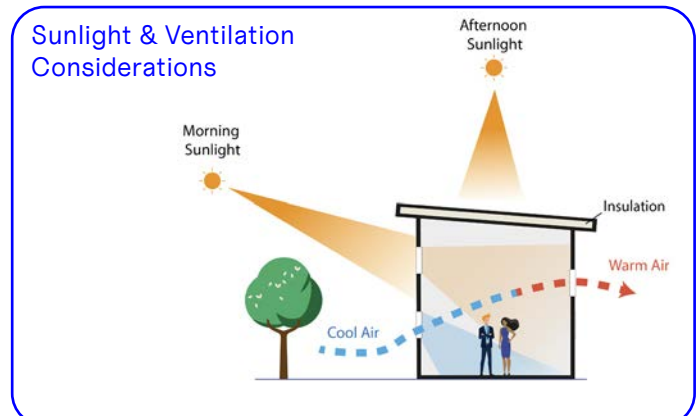 Sunlight & Ventilation
Considerations
Afternoon
Sunlight
Morning
Sunlight
Insulation
Warm Air
Cool Air